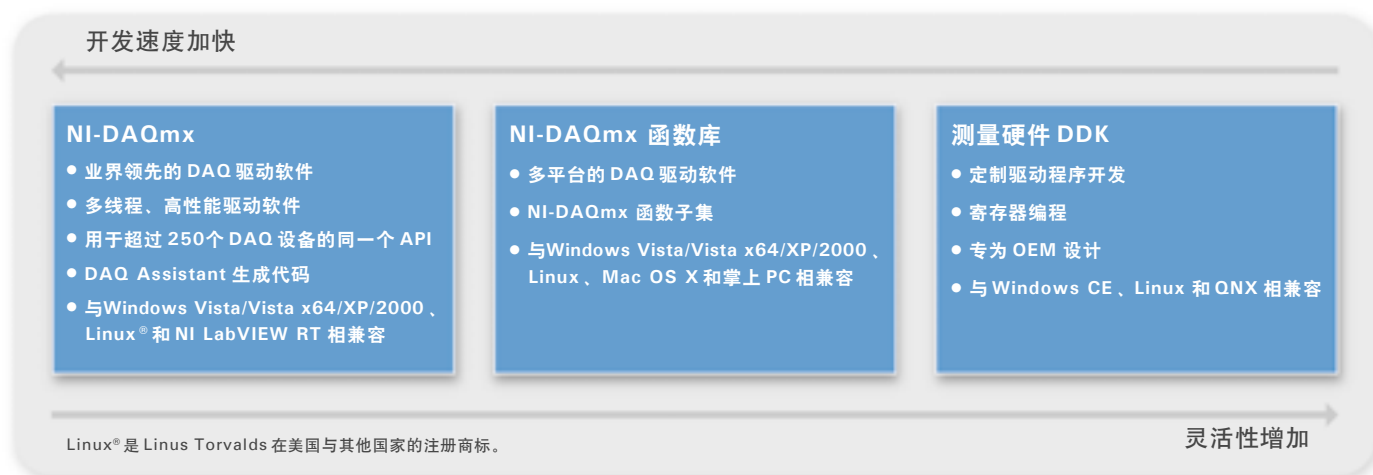 开发速度加快
NI-DAQmx
● 业界领先的 DAQ 驱动软件
● 多线程、高性能驱动软件
● 用于超过 250个 DAQ 设备的同一个 API
● DAQ Assistant 生成代码
● 与Windows Vista/Vista x64/XP/2000、
Linux® 和 NI LabVIEW RT 相兼容
NI-DAQmx 函数库
● 多平台的 DAQ 驱动软件
● NI-DAQmx 函数子集
● 与Windows Vista/Vista x64/XP/2000、
Linux、Mac OS X 和掌上 PC 相兼容
测量硬件 DDK
● 定制驱动程序开发
● 寄存器编程
● 专为 OEM 设计
● 与 Windows CE、Linux 和 QNX 相兼容
灵活性增加
Linux® 是 Linus Torvalds 在美国与其他国家的注册商标。